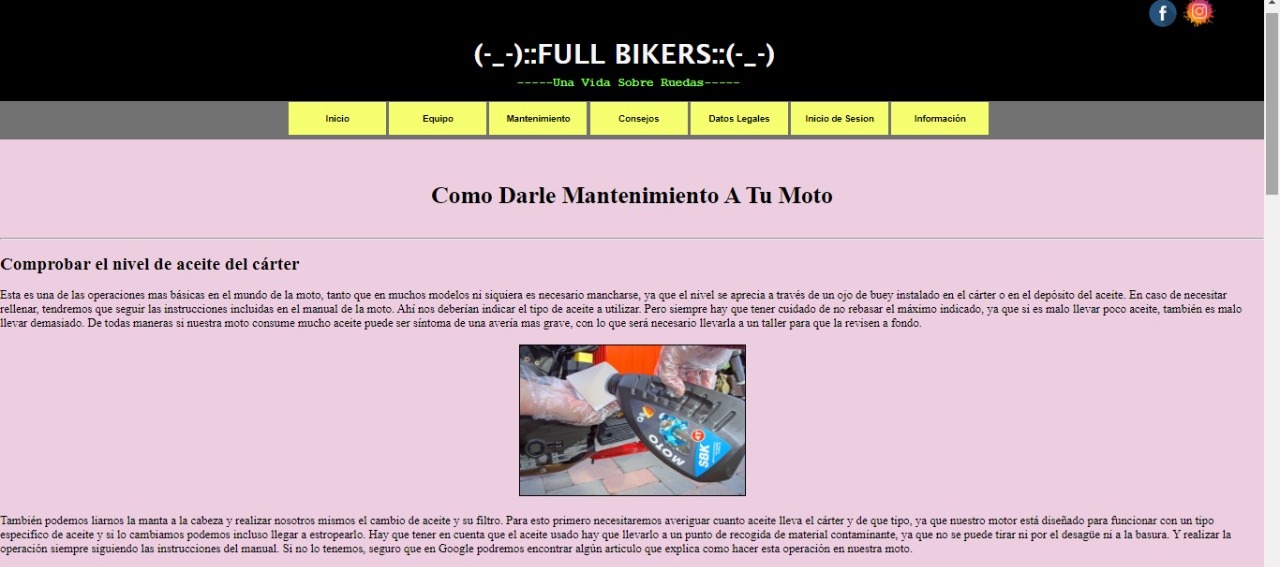 (-_-)::FULL BIKERS::(-_-)
-----Una Vida Sobre Ruedas-----
Inicio
Equipo
Mantenimiento
Consejos
Datos Legales
Inicio de Sesion
Información
Como Darle Mantenimiento A Tu Moto
Comprobar el nivel de aceite del cárter
Esta es una de las operaciones mas básicas en el mundo de la moto, tanto que en muchos modelos ni siquiera es necesario mancharse, ya que el nivel se aprecia a través de un ojo de buey instalado en el cárter o en el depósito del aceite. En caso de necesitar
rellenar, tendremos que seguir las instrucciones incluidas en el manual de la moto. Ahí nos deberían indicar el tipo de aceite a utilizar. Pero siempre hay que tener cuidado de no rebasar el máximo indicado, ya que si es malo llevar poco aceite, también es malo
llevar demasiado. De todas maneras si nuestra moto consume mucho aceite puede ser síntoma de una avería mas grave, con lo que será necesario llevarla a un taller para que la revisen a fondo.
MOTO
SBK
4T
También podemos liarnos la manta a la cabeza y realizar nosotros mismos el cambio de aceite y su filtro. Para esto primero necesitaremos averiguar cuanto aceite lleva el cárter y de que tipo, ya que nuestro motor está diseñado para funcionar con un tipo
especifico de aceite y si lo cambiamos podemos incluso llegar a estropearlo. Hay que tener en cuenta que el aceite usado hay que llevarlo a un punto de recogida de material contaminante, ya que no se puede tirar ni por el desagüe ni a la basura. Y realizar la
operación siempre siguiendo las instrucciones del manual. Si no lo tenemos, seguro que en Google podremos encontrar algún articulo que explica como hacer esta operación en nuestra moto.